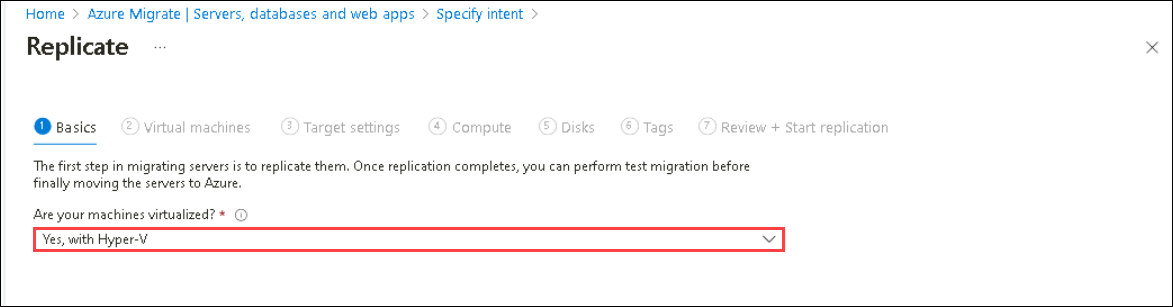 Home > Azure Migrate | Servers, databases and web apps > Specify intent >
Replicate ...
1 Basics 2 Virtual machines 3 Target settings 4 Compute 5 Disks 6 Tags 7 Review + Start replication
The first step in migrating servers is to replicate them. Once replication completes, you can perform test migration before
finally moving the servers to Azure.
Are your machines virtualized? * i
Yes, with Hyper-V